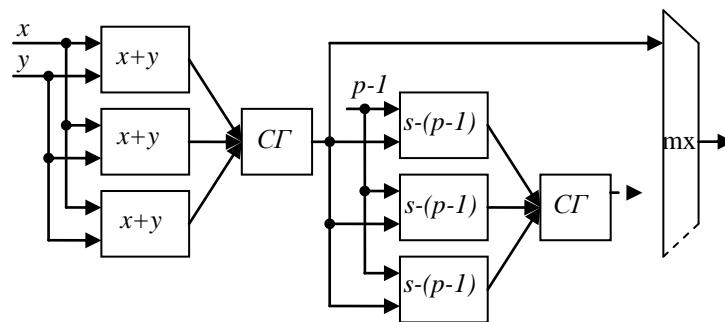 x
y
x+y
x+y
x+y
СГ
p-1
s-(p-1)
s-(p-1)
s-(p-1)
СГ
mx